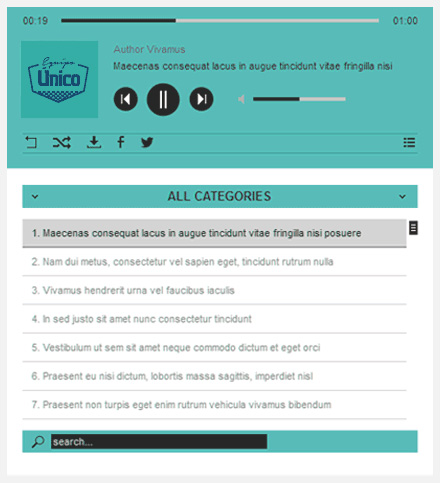 00:19
01:00
Author Vivamus
Maecenas consequat lacus in augue tincidunt vitae fringilla nisi
Equipo
Único
ALL CATEGORIES
1. Maecenas consequat lacus in augue tincidunt vitae fringilla nisi posuere
2. Nam dui metus, consectetur vel sapien eget, tincidunt rutrum nulla
3. Vivamus hendrerit urna vel faucibus iaculis
4. In sed justo sit amet nunc consectetur tincidunt
5. Vestibulum ut sem sit amet neque commodo dictum et eget orci
6. Praesent eu nisi dictum, lobortis massa sagittis, imperdiet nisl
7. Praesent non turpis eget enim rutrum vehicula vivamus bibendum
search...